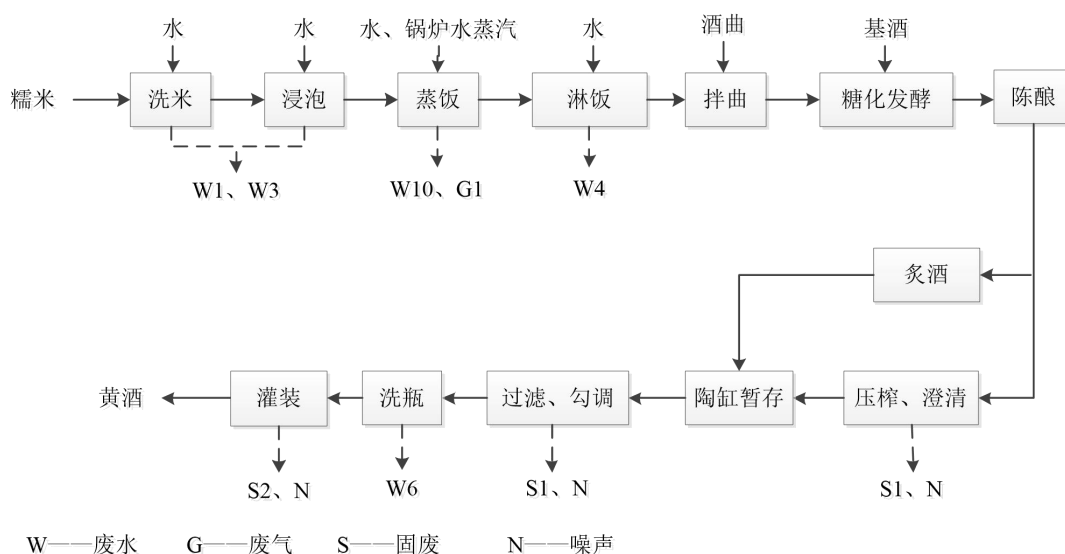 水 水 水、锅炉水蒸汽 水 酒曲 基酒
糯米 洗米 浸泡 蒸饭 淋饭 拌曲 糖化发酵 陈酿
W1、W3 W10、G1 W4
炙酒
黄酒 灌装 洗瓶 过滤、勾调 陶缸暂存 压榨、澄清
S2、N W6 S1、N S1、N
W——废水 G——废气 S——固废 N——噪声